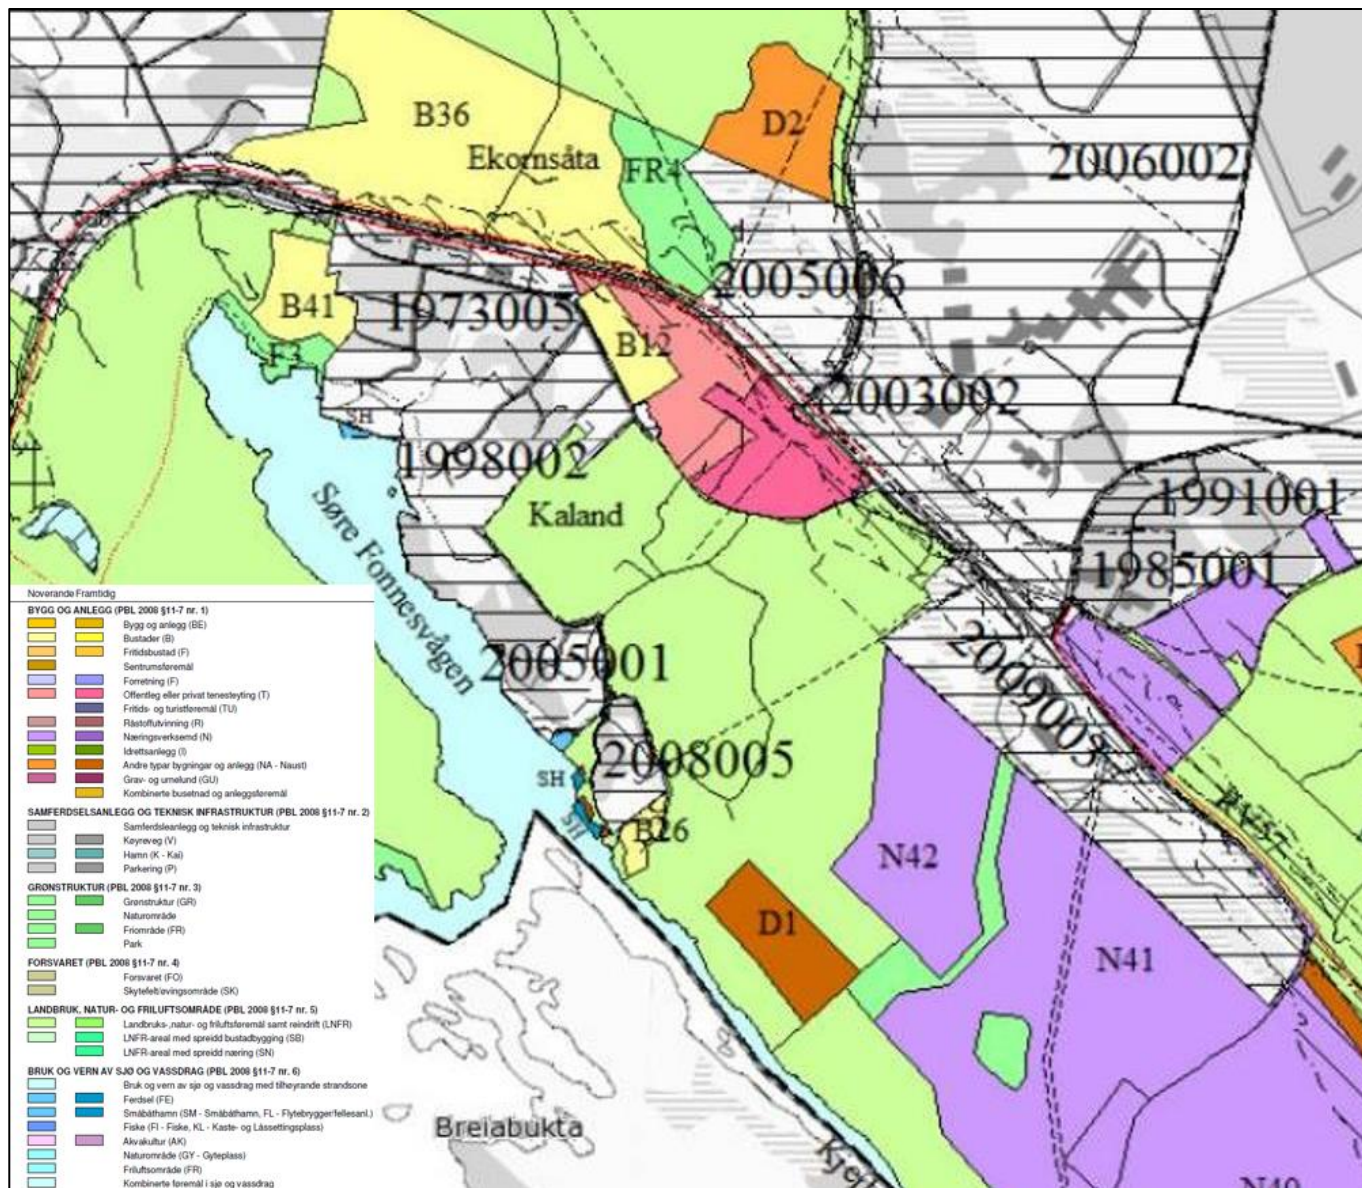 B36
D2
Ekornsåta
FR4
2006002
2005006
B41
1973005
F3
B12
2003002
SH
1998002
Kaland
1991001
Søre Fonnesvågen
1985001
2005001
2009003
2008005
SH
SH
B26
N42
D1
N41
Breiabukta
Noverande Framtidig
BYGG OG ANLEGG (PBL 2008 §11-7 nr. 1)
Bygg og anlegg (BE)
Bustader (B)
Fritidsbustad (F)
Sentrumsføremål
Forretning (F)
Offentleg eller privat tenesteyting (T)
Fritids- og turistføremål (TU)
Råstoffutvinning (R)
Næringsverksemd (N)
Idrettsanlegg (I)
Andre typar bygningar og anlegg (NA - Naust)
Grav- og urnelund (GU)
Kombinerte busetnad og anleggsføremål
SAMFERDSELSANLEGG OG TEKNISK INFRASTRUKTUR (PBL 2008 §11-7 nr. 2)
Samferdsleanlegg og teknisk infrastruktur
Køyreveg (V)
Hamn (K - Kai)
Parkering (P)
GRØNSTRUKTUR (PBL 2008 §11-7 nr. 3)
Grønstruktur (GR)
Naturområde
Friområde (FR)
Park
FORSVARET (PBL 2008 §11-7 nr. 4)
Forsvaret (FO)
Skytefelt/øvingsområde (SK)
LANDBRUK, NATUR- OG FRILUFTSOMRÅDE (PBL 2008 §11-7 nr. 5)
Landbruks-,natur- og friluftsføremål samt reindrift (LNFR)
LNFR-areal med spreidd bustadbygging (SB)
LNFR-areal med spreidd næring (SN)
BRUK OG VERN AV SJØ OG VASSDRAG (PBL 2008 §11-7 nr. 6)
Bruk og vern av sjø og vassdrag med tilhøyrande strandsone
Ferdsel (FE)
Småbåthamn (SM - Småbåthamn, FL - Flytebrygger/fellesanl.)
Fiske (FI - Fiske, KL - Kaste- og Låssettingsplass)
Akvakultur (AK)
Naturområde (GY - Gyteplass)
Friluftsområde (FR)
Kombinerte føremål i sjø og vassdrag